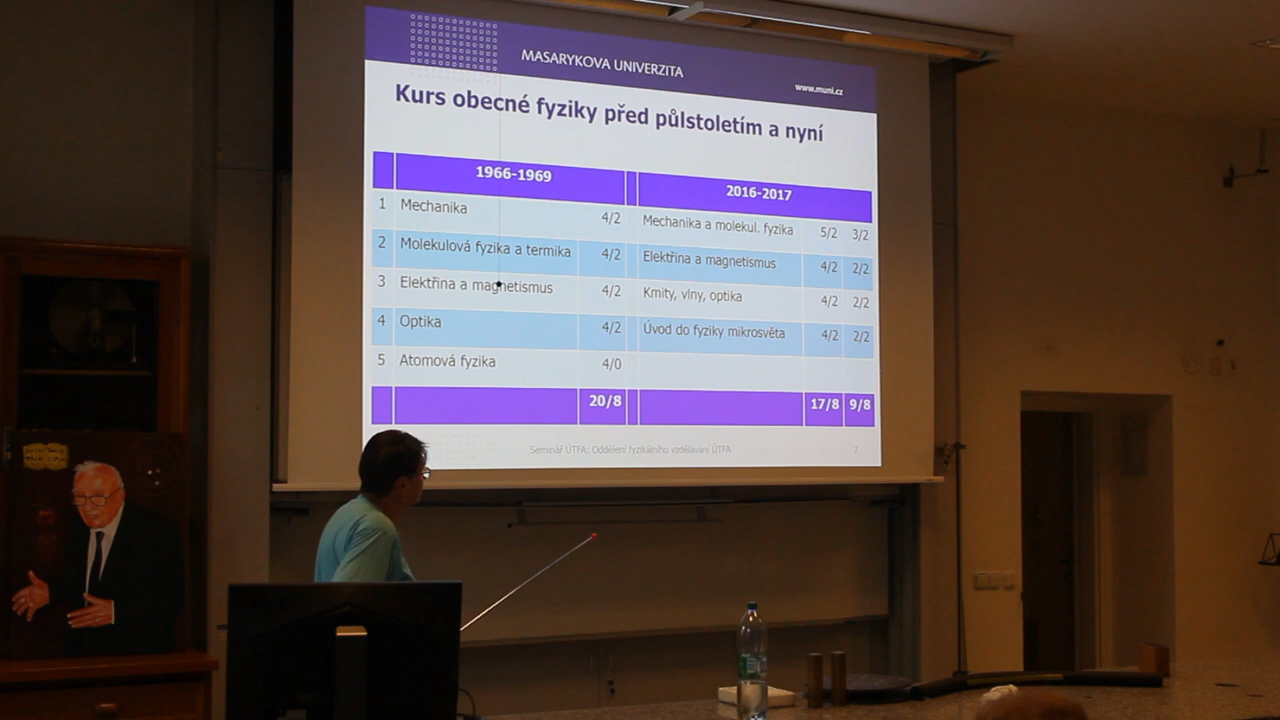 MASARYKOVA UNIVERZITA
www.muni.cz
Kurs obecné fyziky před půlstoletím a nyní
1966-1969 2016-2017
1 Mechanika 4/2 Mechanika a molekul. fyzika 5/2 3/2
2 Molekulová fyzika a termika 4/2 Elektřina a magnetismus 4/2 2/2
3 Elektřina a magnetismus 4/2 Kmity, vlny, optika 4/2 2/2
4 Optika 4/2 Úvod do fyziky mikrosvěta 4/2 2/2
5 Atomová fyzika 4/0
20/8 17/8 9/8
Seminář ÚTFA: Oddělení fyzikálního vzdělávání ÚTFA 7